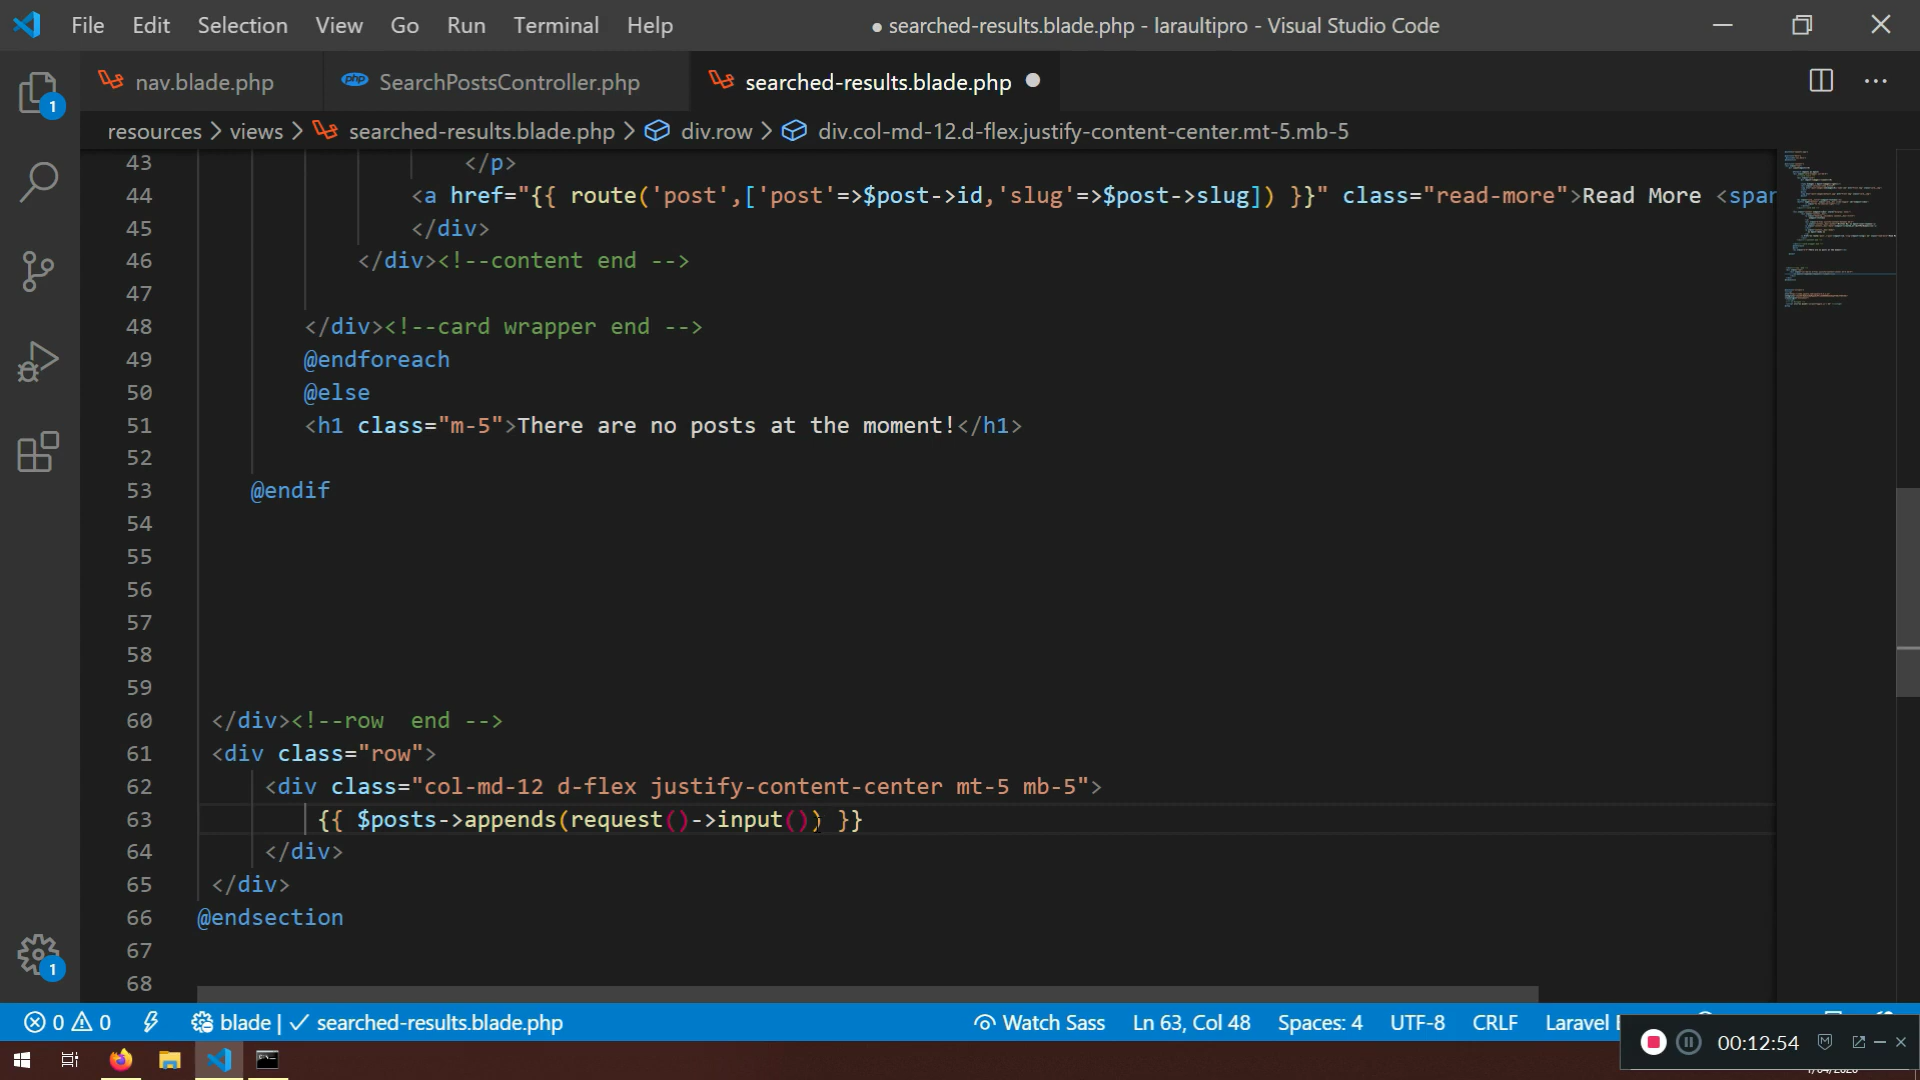 File Edit Selection View Go Run Terminal Help
● searched-results.blade.php - laraultipro - Visual Studio Code
nav.blade.php
php SearchPostsController.php
searched-results.blade.php ●
1
resources > views > searched-results.blade.php > div.row > div.col-md-12.d-flex.justify-content-center.mt-5.mb-5
43 </p>
44 <a href="{{ route('post',['post'=>$post->id,'slug'=>$post->slug]) }}" class="read-more">Read More <span
45 </div>
46 </div><!--content end -->
47
48 </div><!--card wrapper end -->
49 @endforeach
50 @else
51 <h1 class="m-5">There are no posts at the moment!</h1>
52
53 @endif
54
55
56
57
58
59
60 </div><!--row  end -->
61 <div class="row">
62 <div class="col-md-12 d-flex justify-content-center mt-5 mb-5">
63 {{ $posts->appends(request()->input()) }}
64 </div>
65 </div>
66 @endsection
67
68
1
0 0 blade | ✓ searched-results.blade.php Watch Sass Ln 63, Col 48 Spaces: 4 UTF-8 CRLF Laravel
00:12:54